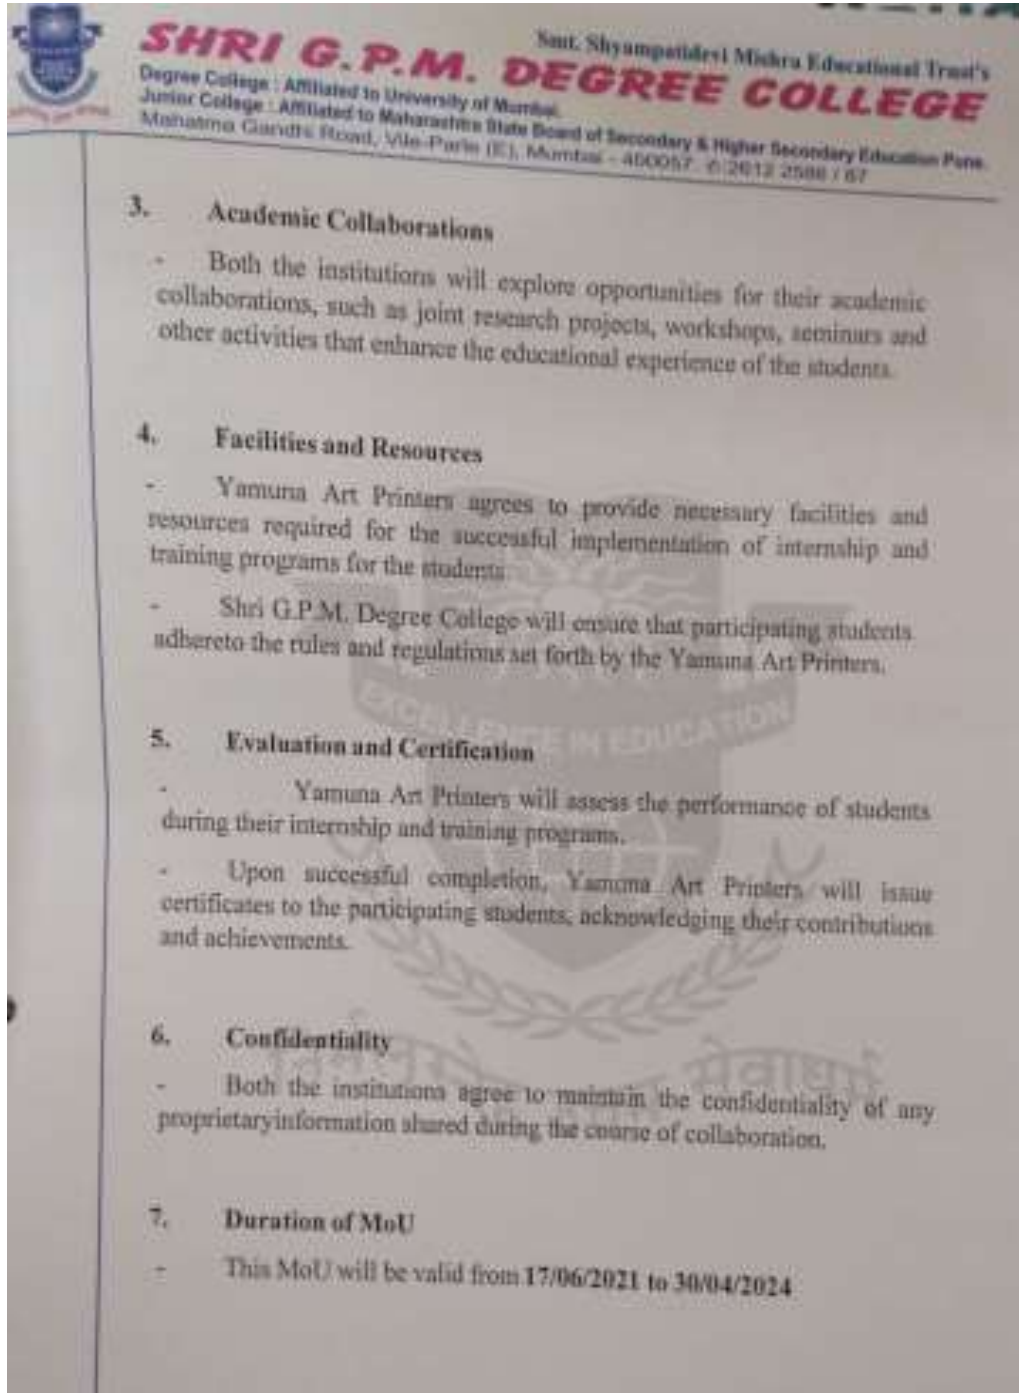 Smt. Shyampatidevi Mishra Educational Trust's
SHRI G.P.M. DEGREE COLLEGE
Degree College : Affiliated to University of Mumbai.
Junior College : Affiliated to Maharashtra State Board of Secondary & Higher Secondary Education Pune.
Mahatma Gandhi Road, Vile-Parle (E), Mumbai - 400057. ✆:2612 2586 / 87
3. Academic Collaborations
- Both the institutions will explore opportunities for their academic
collaborations, such as joint research projects, workshops, seminars and
other activities that enhance the educational experience of the students.
4. Facilities and Resources
- Yamuna Art Printers agrees to provide necessary facilities and
resources required for the successful implementation of internship and
training programs for the students
- Shri G.P.M. Degree College will ensure that participating students
adhereto the rules and regulations set forth by the Yamuna Art Printers.
EXCELLENCE IN EDUCATION
5. Evaluation and Certification
- Yamuna Art Printers will assess the performance of students
during their internship and training programs.
- Upon successful completion, Yamuna Art Printers will issue
certificates to the participating students, acknowledging their contributions
and achievements.
6. Confidentiality
- Both the institutions agree to maintain the confidentiality of any
proprietaryinformation shared during the course of collaboration.
7. Duration of MoU
- This MoU will be valid from 17/06/2021 to 30/04/2024